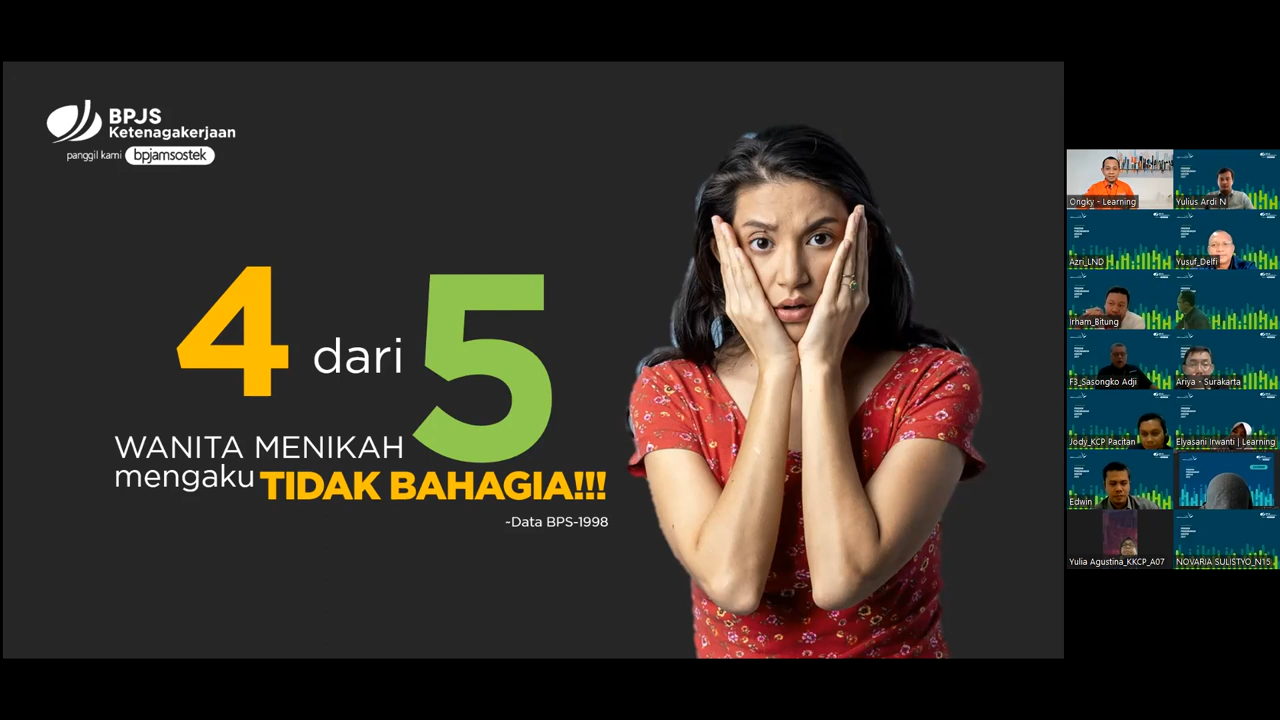 BPJS
Ketenagakerjaan
panggil kami bpjamsostek
4 dari 5
WANITA MENIKAH
mengaku TIDAK BAHAGIA!!!
~Data BPS-1998
Ongky - Learning
Yulius Ardi N
Azri_LND
Yusuf_Delfi
Irham_Bitung
F3_Sasongko Adji
Ariya - Surakarta
Jody_KCP Pacitan
Elyasani Irwanti | Learning
Edwin
Yulia Agustina_KKCP_A07
NOVARIA SULISTYO_N15